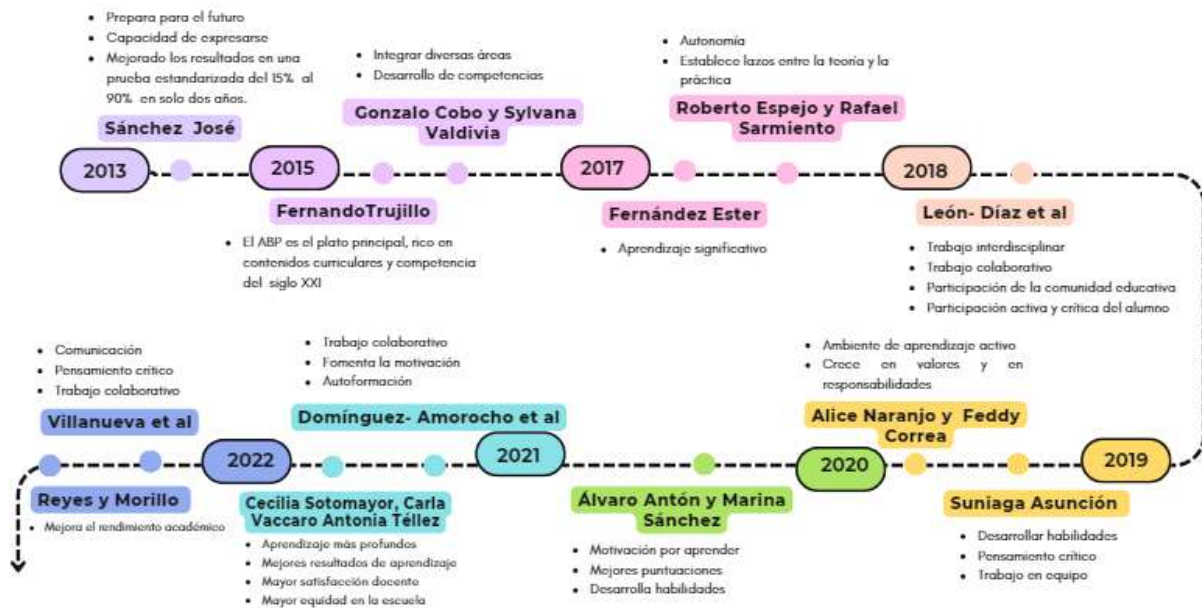 • Prepara para el futuro
• Capacidad de expresarse
• Mejorado los resultados en una
prueba estandarizada del 15% al
90% en solo dos años.
Sánchez José
2013
• Integrar diversas áreas
• Desarrollo de competencias
Gonzalo Cobo y Sylvana
Valdivia
2015
FernandoTrujillo
• El ABP es el plato principal, rico en
contenidos curriculares y competencia
del siglo XXI
• Autonomía
• Establece lazos entre la teoría y la
práctica
Roberto Espejo y Rafael
Sarmiento
2017
Fernández Ester
• Aprendizaje significativo
2018
León- Díaz et al
• Trabajo interdisciplinar
• Trabajo colaborativo
• Participación de la comunidad educativa
• Participación activa y crítica del alumno
• Ambiente de aprendizaje activo
• Crece en valores y en
responsabilidades
Alice Naranjo y Feddy
Correa
2019
Suniaga Asunción
• Desarrollar habilidades
• Pensamiento crítico
• Trabajo en equipo
2020
Álvaro Antón y Marina
Sánchez
• Motivación por aprender
• Mejores puntuaciones
• Desarrolla habilidades
• Trabajo colaborativo
• Fomenta la motivación
• Autoformación
Domínguez- Amorocho et al
2021
Cecilia Sotomayor, Carla
Vaccaro Antonia Téllez
• Aprendizaje más profundos
• Mejores resultados de aprendizaje
• Mayor satisfacción docente
• Mayor equidad en la escuela
• Comunicación
• Pensamiento crítico
• Trabajo colaborativo
Villanueva et al
2022
Reyes y Morillo
• Mejora el rendimiento académico